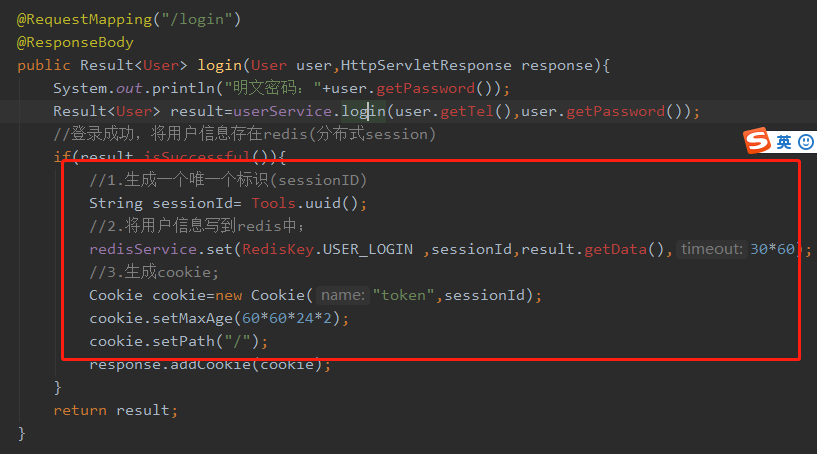 @RequestMapping("/login")
@ResponseBody
public Result<User> login(User user,HttpServletResponse response){
System.out.println("明文密码："+user.getPassword());
Result<User> result=userService.login(user.getTel(),user.getPassword());
//登录成功，将用户信息存在redis(分布式session)
if(result.isSuccessful()){
//1.生成一个唯一个标识(sessionID)
String sessionId= Tools.uuid();
//2.将用户信息写到redis中；
redisService.set(RedisKey.USER_LOGIN ,sessionId,result.getData(), timeout: 30*60);
//3.生成cookie;
Cookie cookie=new Cookie( name: "token",sessionId);
cookie.setMaxAge(60*60*24*2);
cookie.setPath("/");
response.addCookie(cookie);
}
return result;
}
S 英